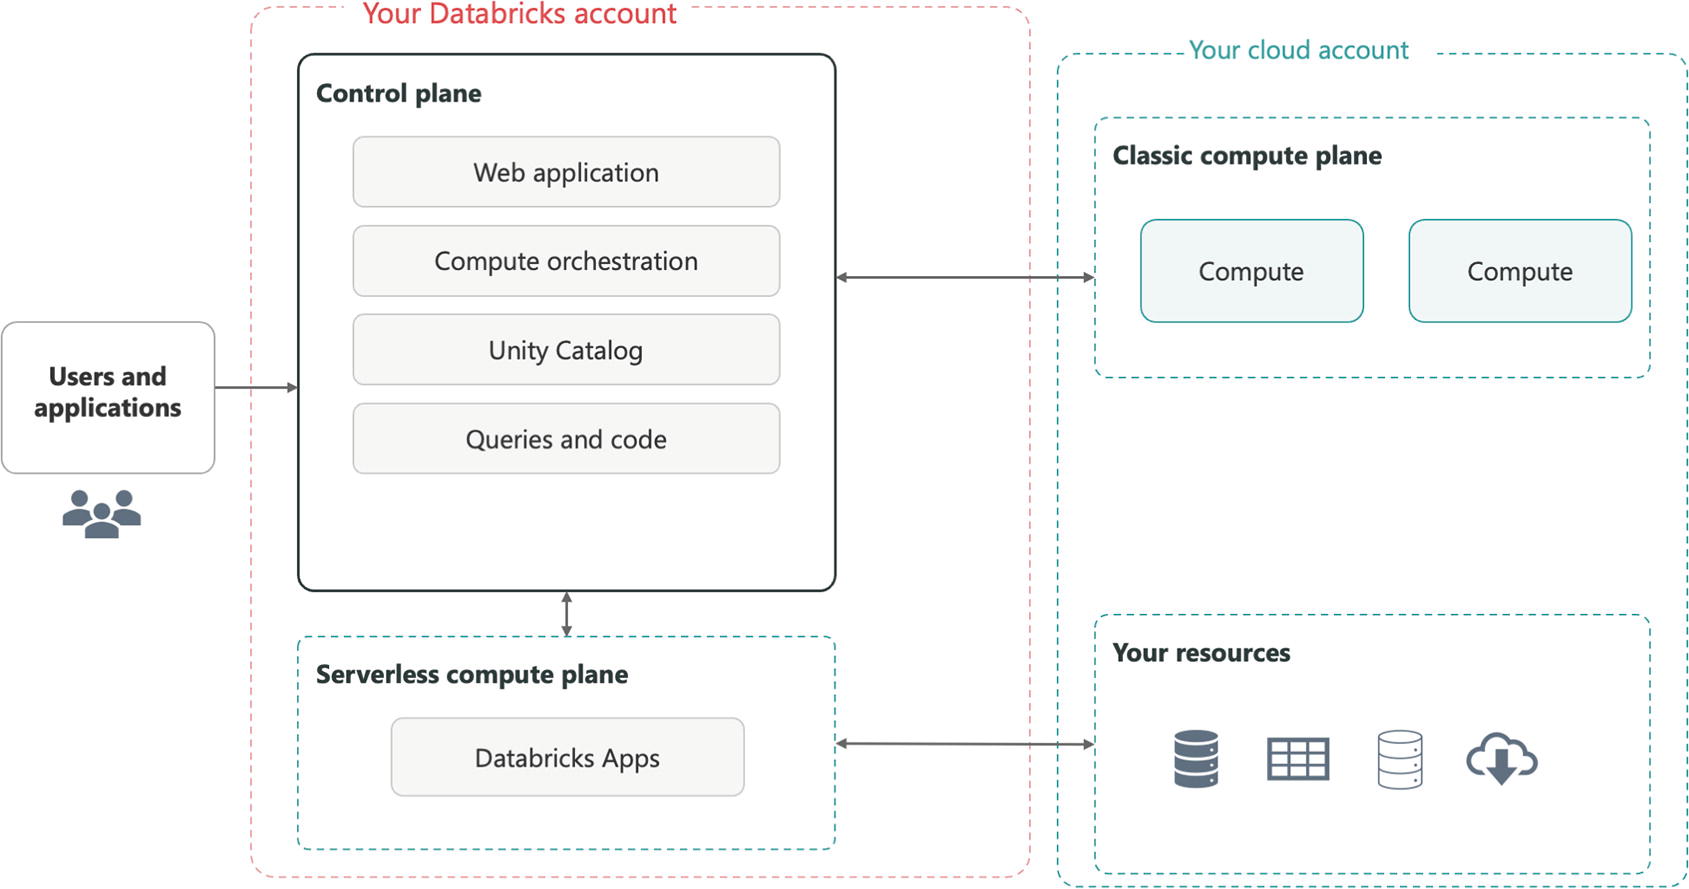 Your Databricks account
Control plane
Web application
Compute orchestration
Unity Catalog
Queries and code
Users and
applications
Serverless compute plane
Databricks Apps
Your cloud account
Classic compute plane
Compute
Compute
Your resources